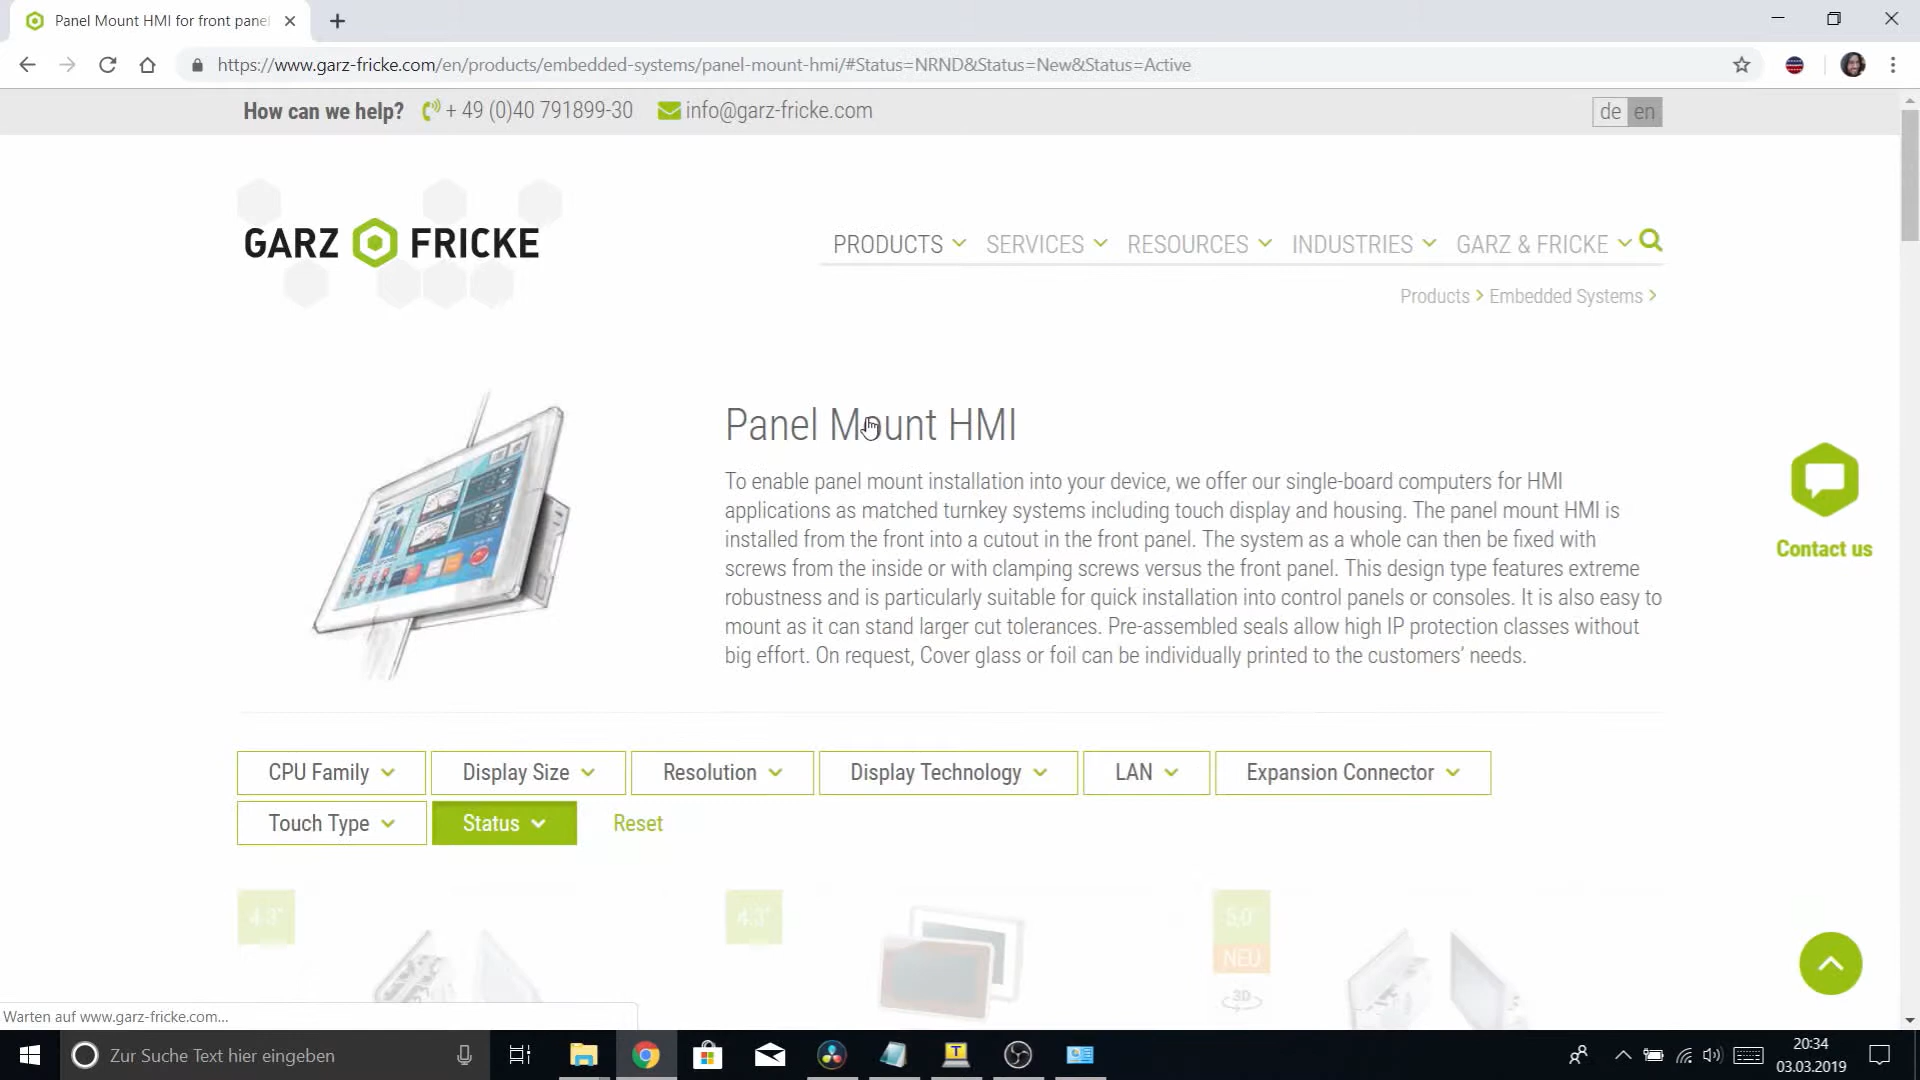 Panel Mount HMI for front pane
https://www.garz-fricke.com/en/products/embedded-systems/panel-mount-hmi/#Status=NRND&Status=New&Status=Active
How can we help? + 49 (0)40 791899-30 info@garz-fricke.com
de en
GARZ FRICKE
PRODUCTS SERVICES RESOURCES INDUSTRIES GARZ & FRICKE
Products Embedded Systems
Panel Mount HMI
To enable panel mount installation into your device, we offer our single-board computers for HMI
applications as matched turnkey systems including touch display and housing. The panel mount HMI is
installed from the front into a cutout in the front panel. The system as a whole can then be fixed with
screws from the inside or with clamping screws versus the front panel. This design type features extreme
robustness and is particularly suitable for quick installation into control panels or consoles. It is also easy to
mount as it can stand larger cut tolerances. Pre-assembled seals allow high IP protection classes without
big effort. On request, Cover glass or foil can be individually printed to the customers’ needs.
Contact us
CPU Family Display Size Resolution Display Technology LAN Expansion Connector
Touch Type Status Reset
4.3" 4.3" 5.0"
NEU
3D
Warten auf www.garz-fricke.com...
Zur Suche Text hier eingeben
20:34
03.03.2019